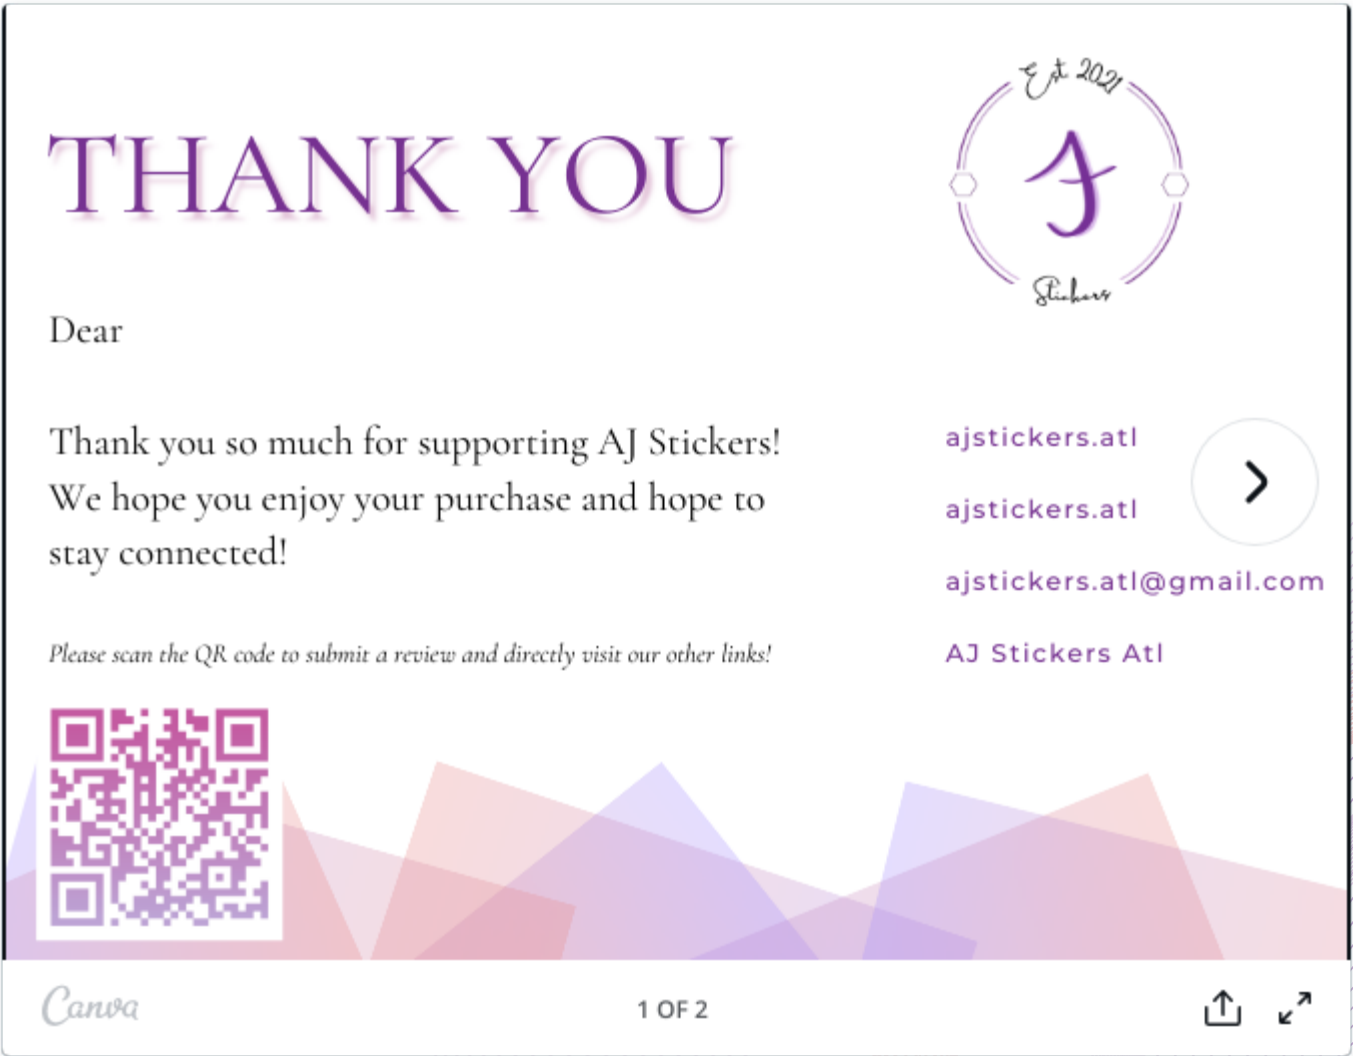 THANK YOU
Est 2021
AJ
Stickers
Dear
Thank you so much for supporting AJ Stickers!
We hope you enjoy your purchase and hope to
stay connected!
Please scan the QR code to submit a review and directly visit our other links!
ajstickers.atl
ajstickers.atl
ajstickers.atl@gmail.com
AJ Stickers Atl
Canva
1 OF 2